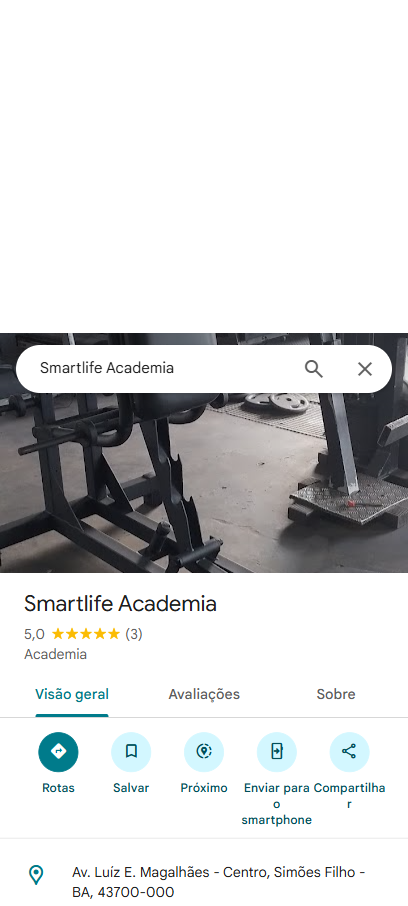 Smartlife Academia
Smartlife Academia
5,0 (3)
Academia
Visão geral Avaliações Sobre
Rotas Salvar Próximo Enviar para o smartphone Compartilhar
Av. Luíz E. Magalhães - Centro, Simões Filho -
BA, 43700-000